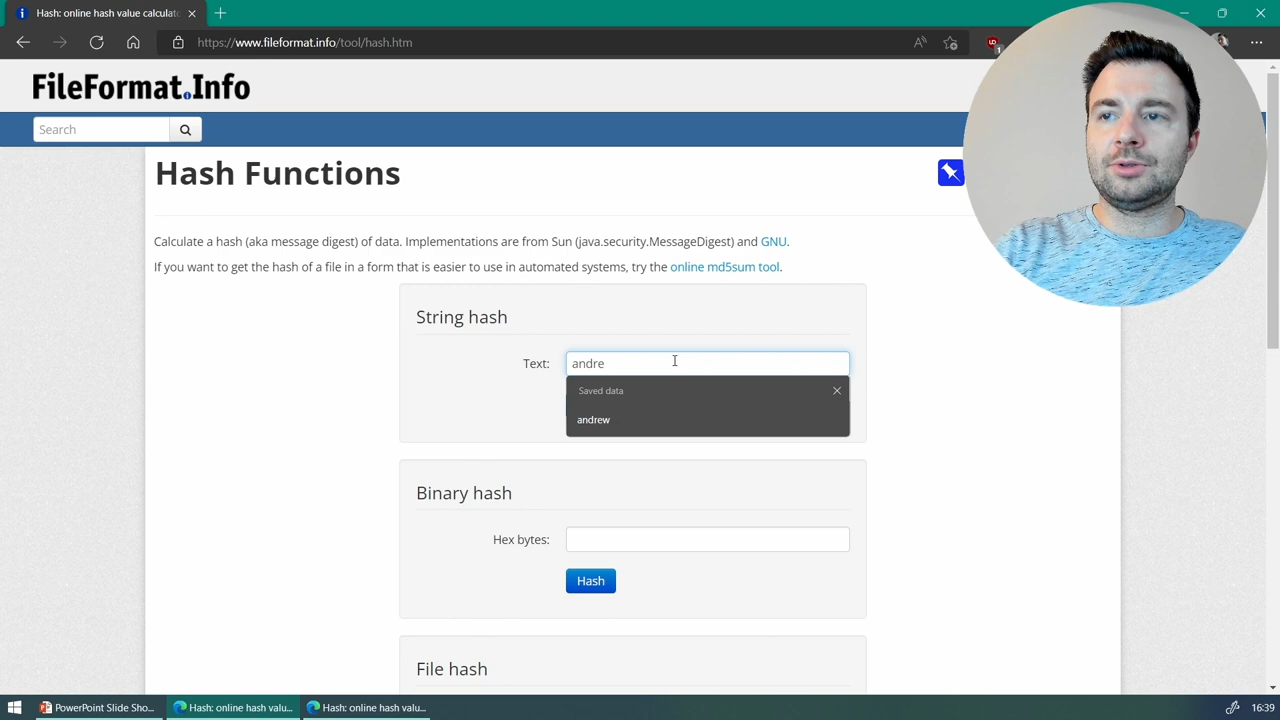 Hash: online hash value calculat
https://www.fileformat.info/tool/hash.htm
1
FileFormat.Info
Search
Hash Functions
Calculate a hash (aka message digest) of data. Implementations are from Sun (java.security.MessageDigest) and GNU.
If you want to get the hash of a file in a form that is easier to use in automated systems, try the online md5sum tool.
String hash
Text: andre
Saved data
andrew
Binary hash
Hex bytes:
Hash
File hash
PowerPoint Slide Sho...
Hash: online hash valu...
Hash: online hash valu...
16:39